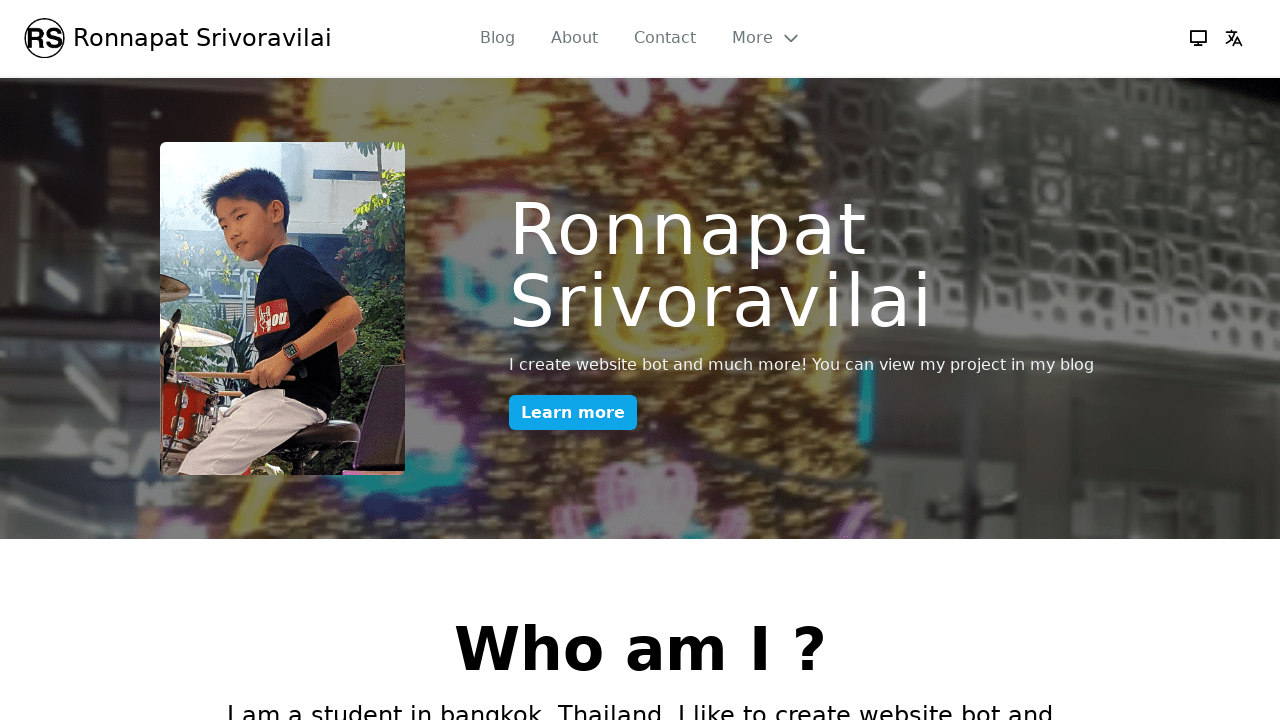 RS Ronnapat Srivoravilai
Blog
About
Contact
More
Ronnapat
Srivoravilai
I create website bot and much more! You can view my project in my blog
Learn more
Who am I ?
I am a student in bangkok, Thailand. I like to create website bot and